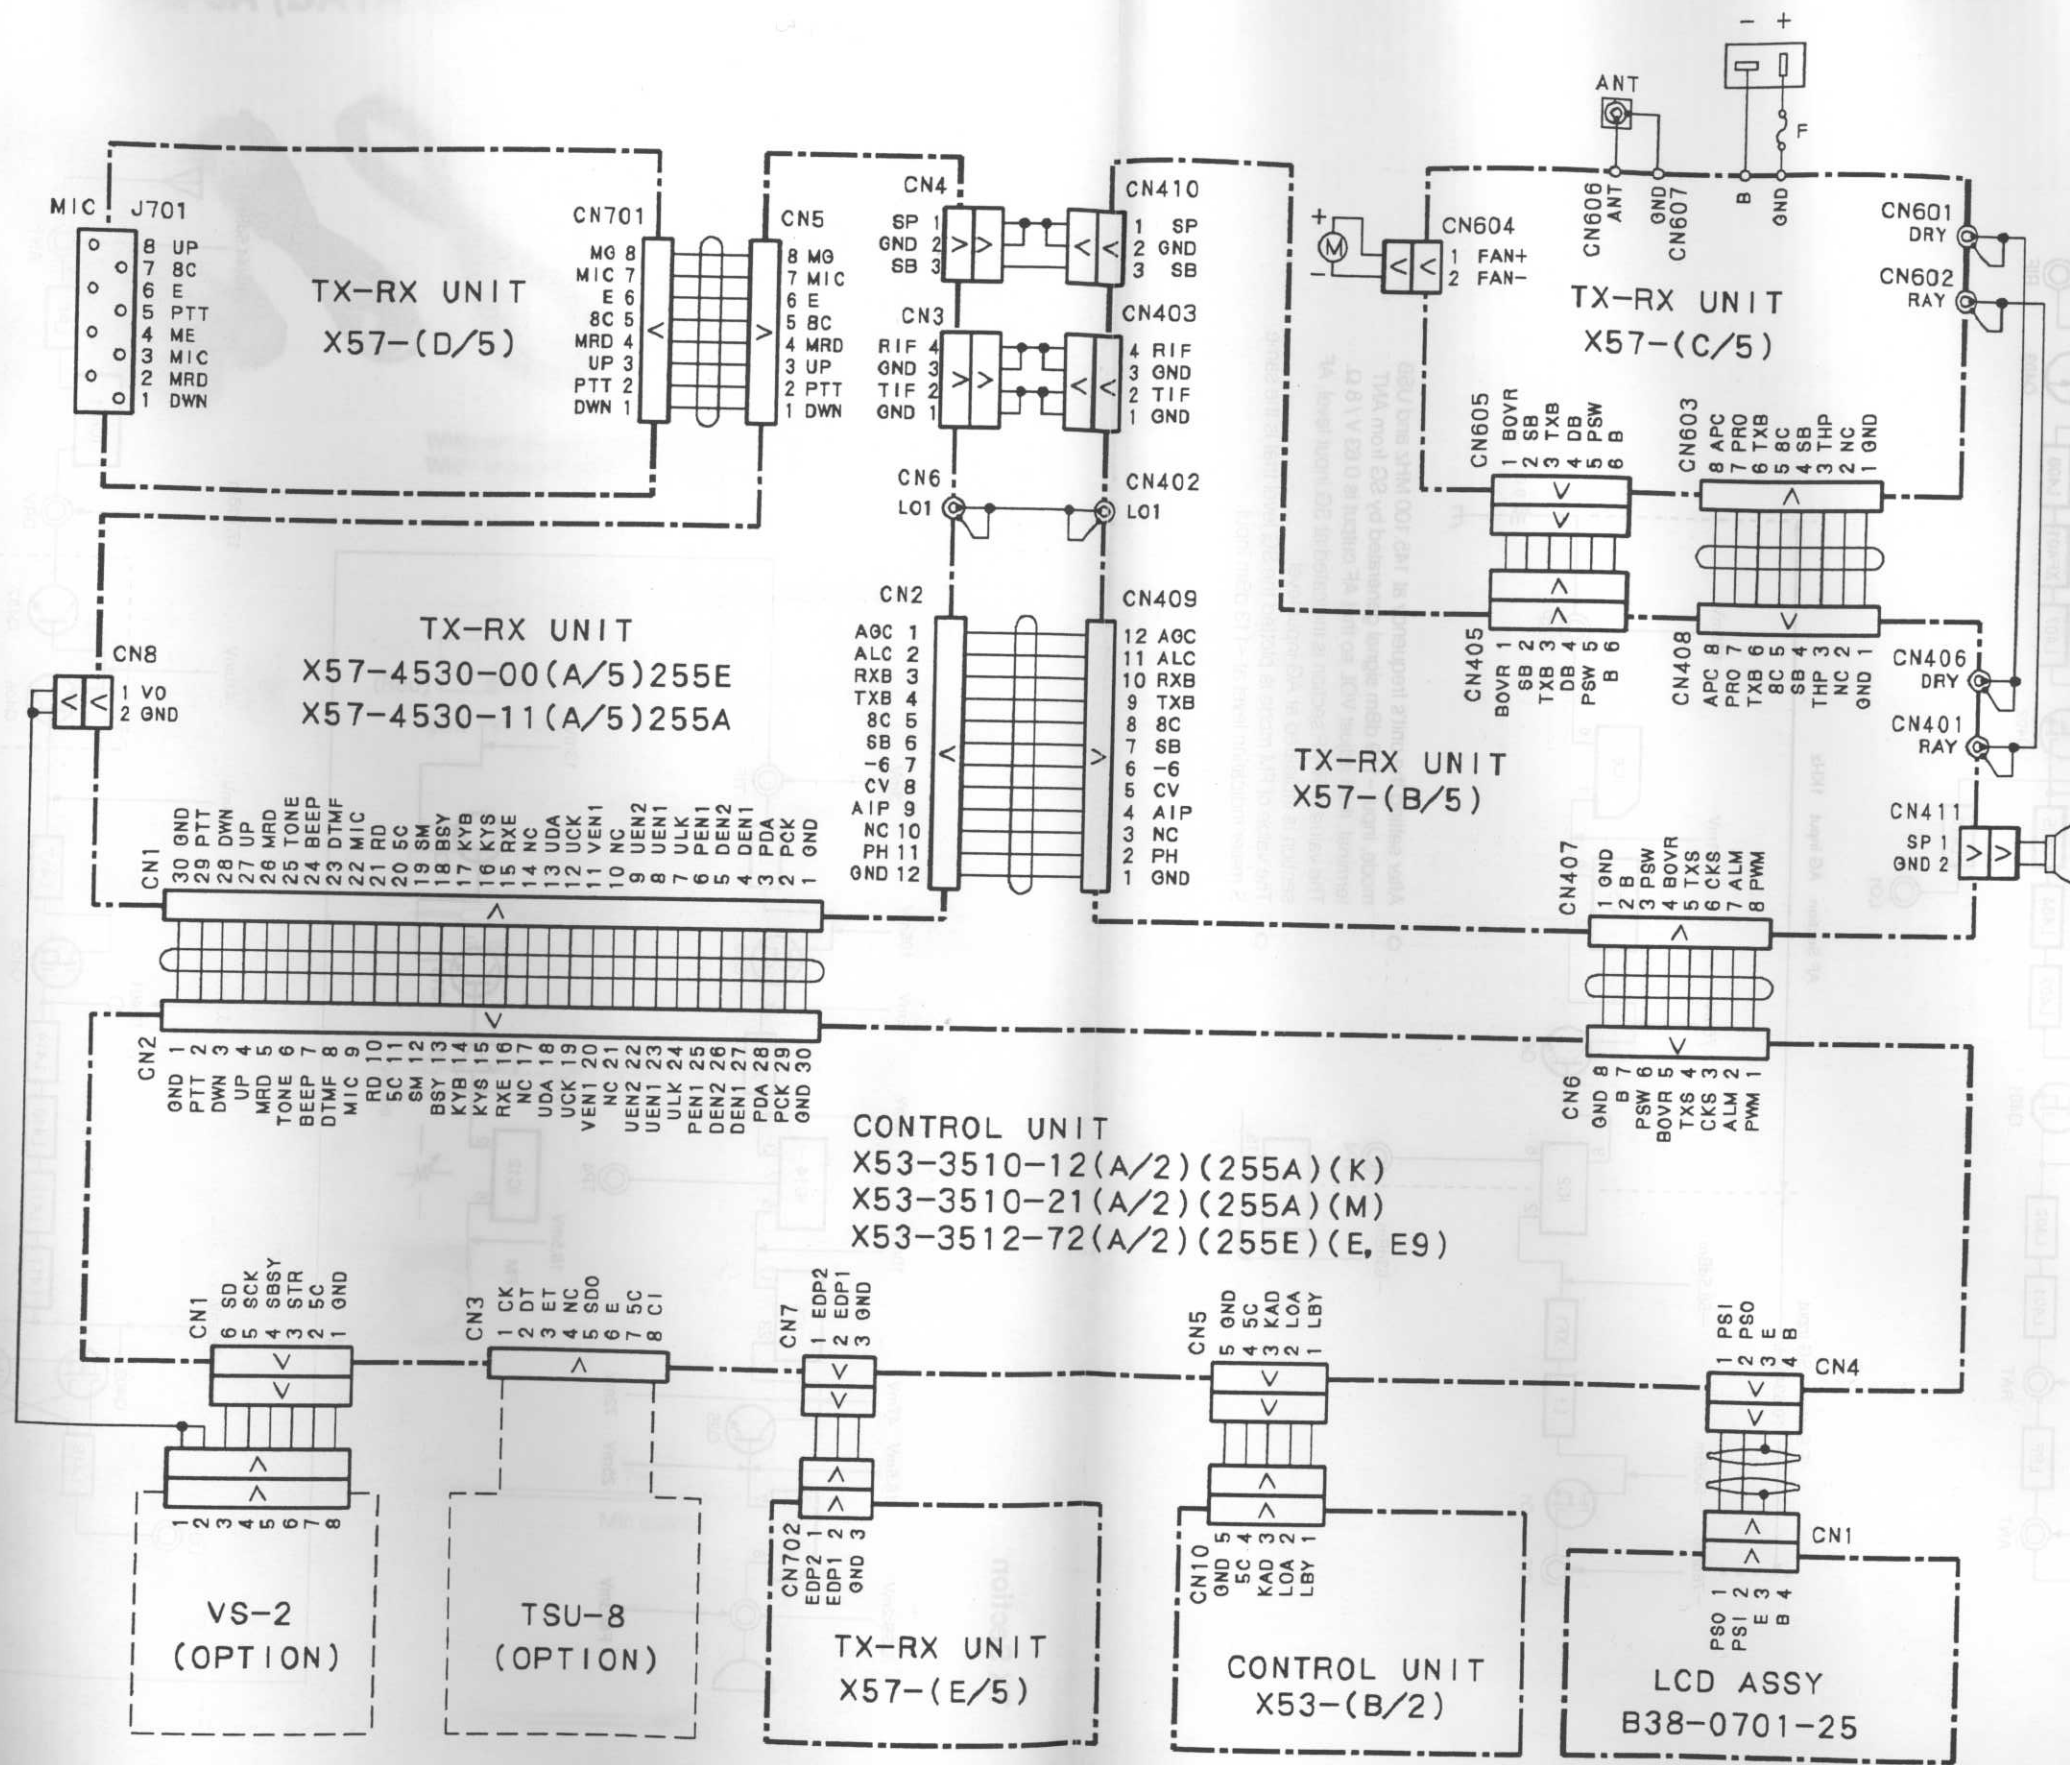 − +
ANT
F
CN606
ANT
GND
CN607
B
GND
MIC J701
8 UP
7 8C
6 E
5 PTT
4 ME
3 MIC
2 MRD
1 DWN
TX-RX UNIT
X57-(D/5)
CN701
MG 8
MIC 7
E 6
8C 5
MRD 4
UP 3
PTT 2
DWN 1
CN5
8 MG
7 MIC
6 E
5 8C
4 MRD
3 UP
2 PTT
1 DWN
CN4
SP 1
GND 2
SB 3
CN410
1 SP
2 GND
3 SB
CN3
RIF 4
GND 3
TIF 2
GND 1
CN403
4 RIF
3 GND
2 TIF
1 GND
CN6
LO1
CN402
LO1
+
M
−
CN604
1 FAN+
2 FAN-
TX-RX UNIT
X57-(C/5)
CN601
DRY
CN602
RAY
CN605
1 BOVR
2 SB
3 TXB
4 DB
5 PSW
6 B
CN603
8 APC
7 PRO
6 TXB
5 8C
4 SB
3 THP
2 NC
1 GND
CN405
BOVR 1
SB 2
TXB 3
DB 4
PSW 5
B 6
CN408
APC 8
PRO 7
TXB 6
8C 5
SB 4
THP 3
NC 2
GND 1
CN406
DRY
CN401
RAY
CN411
SP 1
GND 2
TX-RX UNIT
X57-4530-00(A/5)255E
X57-4530-11(A/5)255A
CN8
1 VO
2 GND
CN2
AGC 1
ALC 2
RXB 3
TXB 4
8C 5
SB 6
-6 7
CV 8
AIP 9
NC 10
PH 11
GND 12
CN409
12 AGC
11 ALC
10 RXB
9 TXB
8 8C
7 SB
6 -6
5 CV
4 AIP
3 NC
2 PH
1 GND
TX-RX UNIT
X57-(B/5)
CN1
30 GND
29 PTT
28 DWN
27 UP
26 MRD
25 TONE
24 BEEP
23 DTMF
22 MIC
21 RD
20 5C
19 SM
18 BSY
17 KYB
16 KYS
15 RXE
14 NC
13 UDA
12 UCK
11 VEN1
10 NC
9 UEN2
8 UEN1
7 ULK
6 PEN1
5 DEN2
4 DEN1
3 PDA
2 PCK
1 GND
CN407
1 GND
2 B
3 PSW
4 BOVR
5 TXS
6 CKS
7 ALM
8 PWM
CN2
GND 1
PTT 2
DWN 3
UP 4
MRD 5
TONE 6
BEEP 7
DTMF 8
MIC 9
RD 10
5C 11
SM 12
BSY 13
KYB 14
KYS 15
RXE 16
NC 17
UDA 18
UCK 19
VEN1 20
NC 21
UEN2 22
UEN1 23
ULK 24
PEN1 25
DEN2 26
DEN1 27
PDA 28
PCK 29
GND 30
CN6
GND 8
B 7
PSW 6
BOVR 5
TXS 4
CKS 3
ALM 2
PWM 1
CONTROL UNIT
X53-3510-12(A/2)(255A)(K)
X53-3510-21(A/2)(255A)(M)
X53-3512-72(A/2)(255E)(E, E9)
CN1
6 SD
5 SCK
4 SBSY
3 STR
2 5C
1 GND
CN3
1 CK
2 DT
3 ET
4 NC
5 SDO
6 E
7 5C
8 CI
CN7
1 EDP2
2 EDP1
3 GND
CN5
5 GND
4 5C
3 KAD
2 LOA
1 LBY
CN4
1 PSI
2 PSO
3 E
4 B
1 2 3 4 5 6 7 8
VS-2
(OPTION)
TSU-8
(OPTION)
CN702
EDP2 1
EDP1 2
GND 3
TX-RX UNIT
X57-(E/5)
CN10
GND 5
5C 4
KAD 3
LOA 2
LBY 1
CONTROL UNIT
X53-(B/2)
CN1
PSO 1
PSI 2
E 3
B 4
LCD ASSY
B38-0701-25